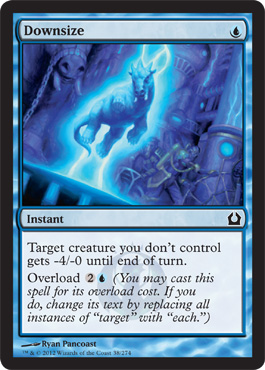 Downsize
Instant
Target creature you don't control
gets -4/-0 until end of turn.
Overload 2 (You may cast this
spell for its overload cost. If you
do, change its text by replacing all
instances of "target" with "each.")
Ryan Pancoast
™ & © 2012 Wizards of the Coast 38/274